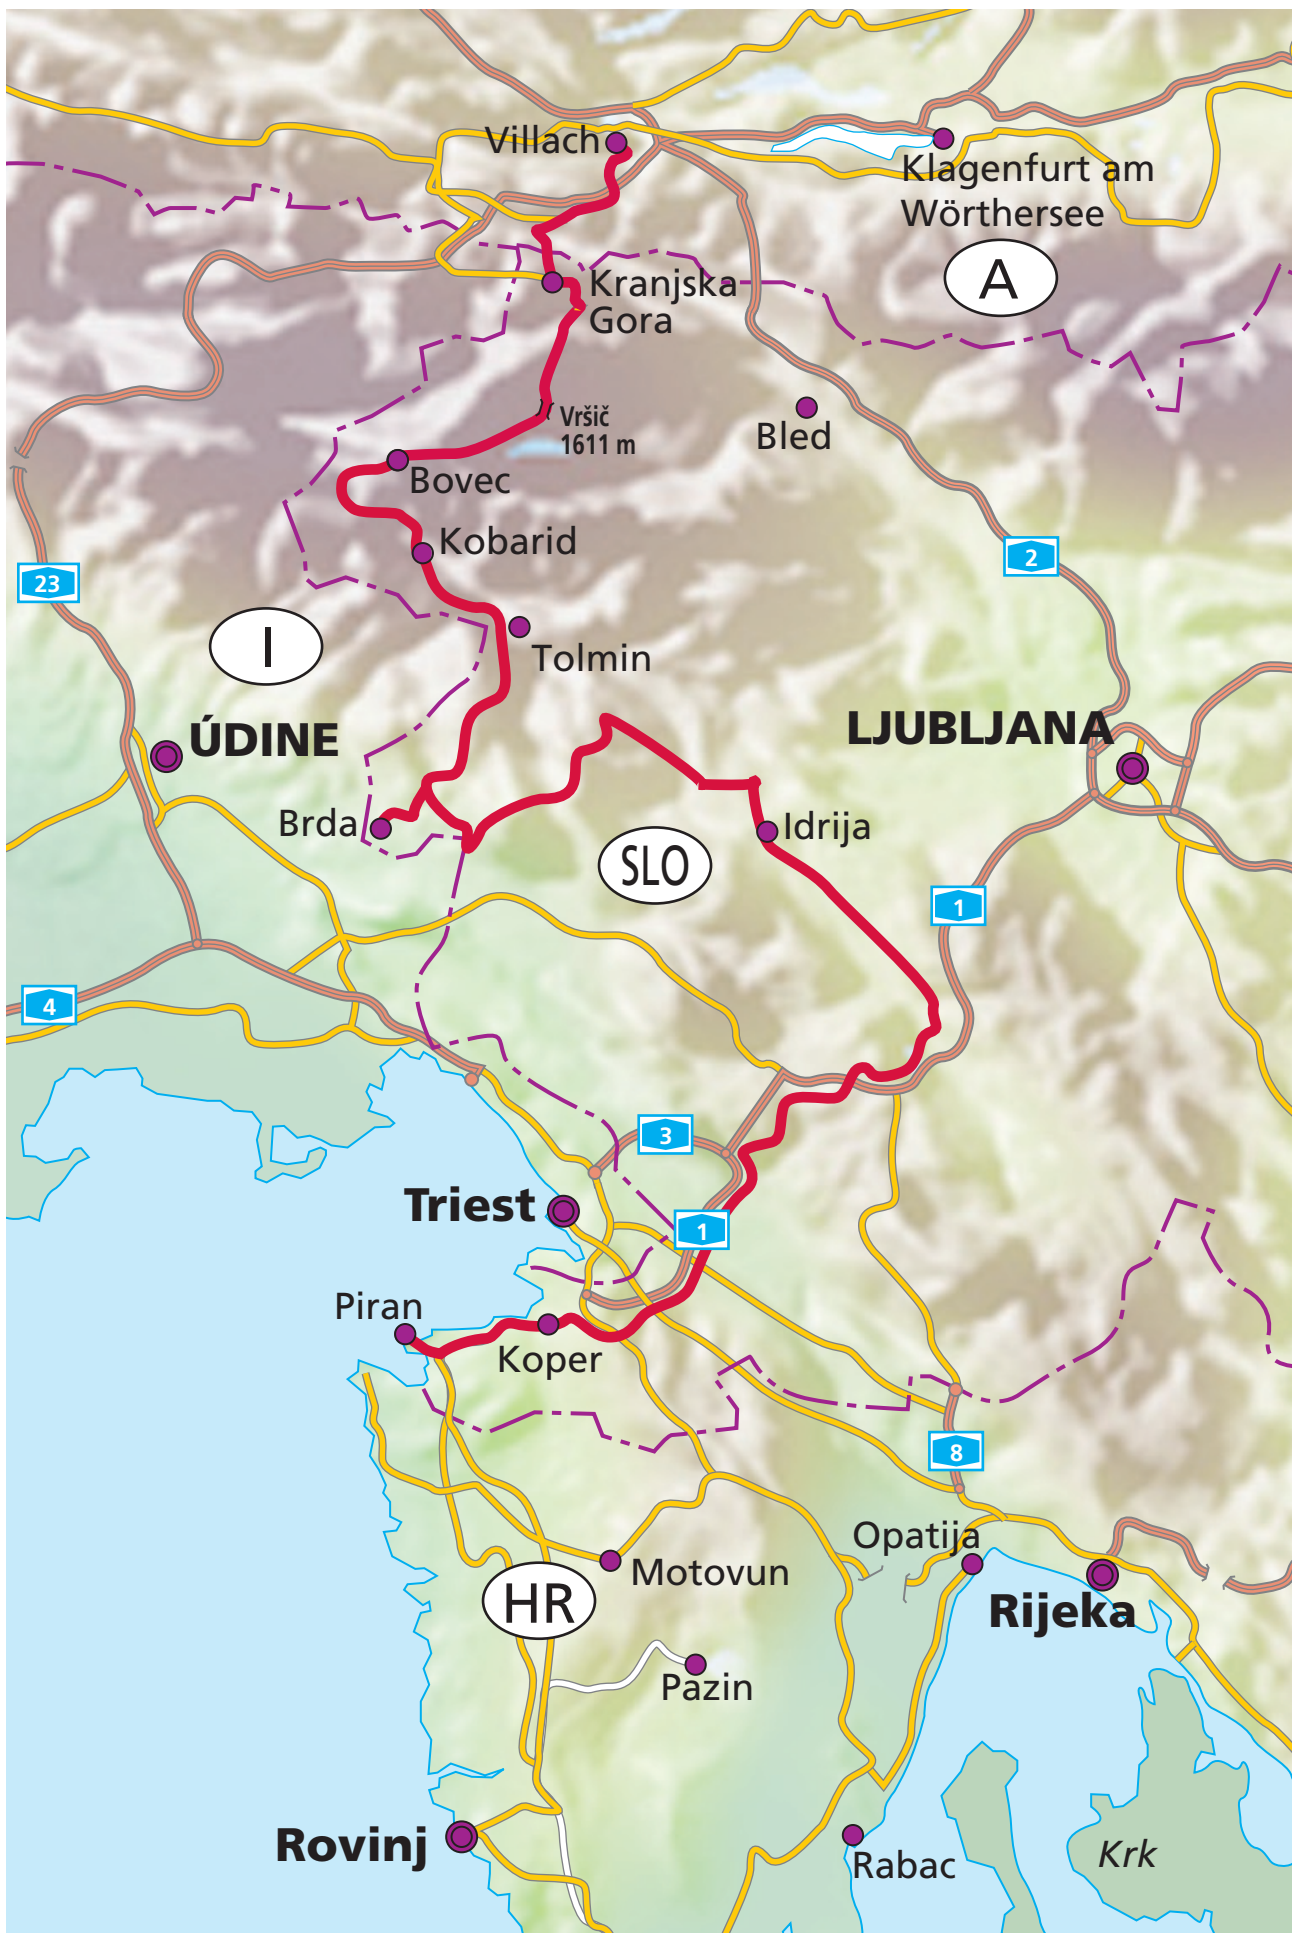 Villach
Klagenfurt am
Wörthersee
A
Kranjska
Gora
Vršič
1611 m
Bled
Bovec
Kobarid
2
23
I
Tolmin
ÚDINE
LJUBLJANA
Brda
Idrija
SLO
1
4
3
Triest
1
Piran
Koper
8
Opatija
Motovun
HR
Rijeka
Pazin
Rovinj
Krk
Rabac